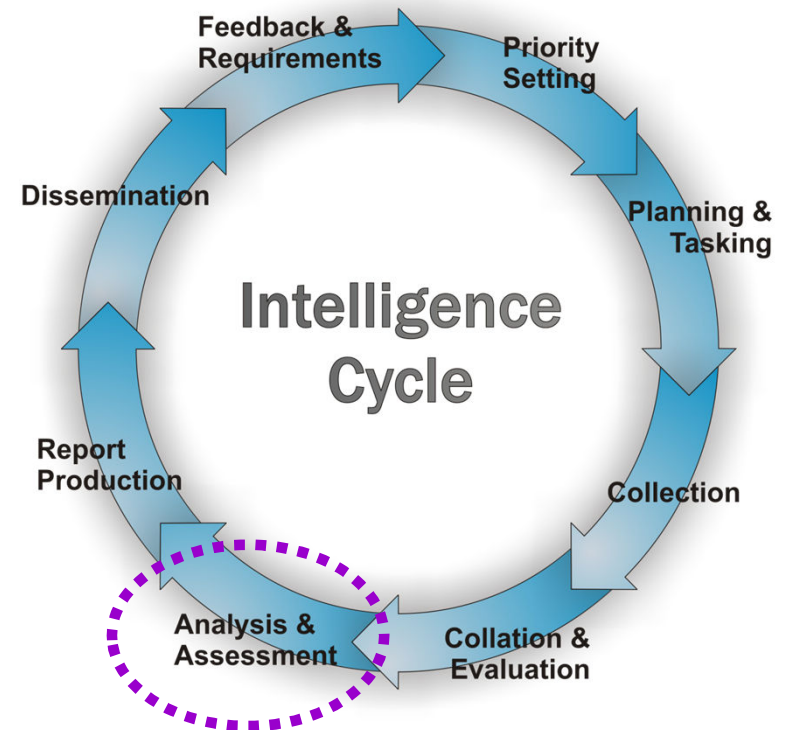 Feedback &
Requirements
Priority
Setting
Planning &
Tasking
Collection
Collation &
Evaluation
Analysis &
Assessment
Report
Production
Dissemination
Intelligence
Cycle